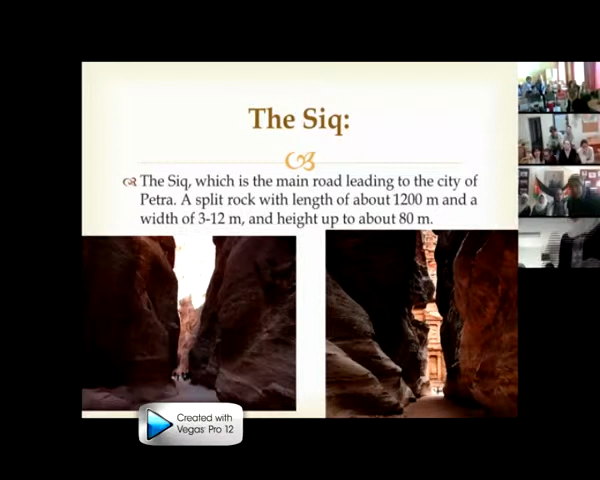 The Siq:
The Siq, which is the main road leading to the city of
Petra. A split rock with length of about 1200 m and a
width of 3-12 m, and height up to about 80 m.
Created with
Vegas Pro 12